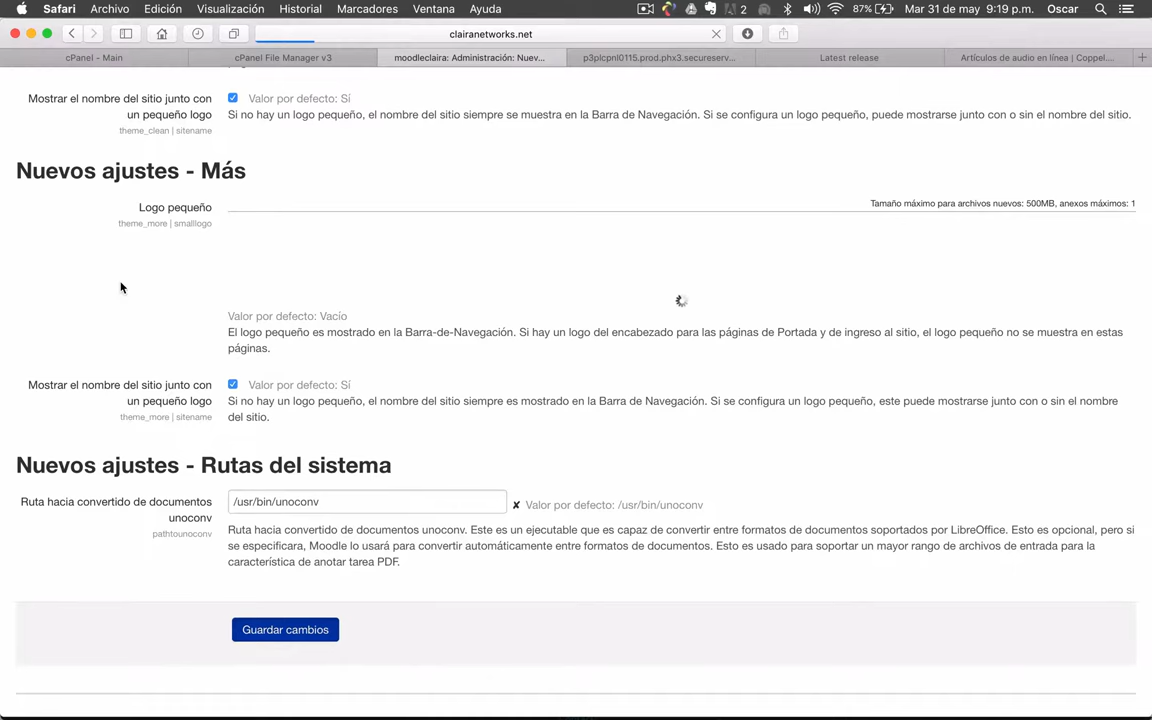 Safari Archivo Edición Visualización Historial Marcadores Ventana Ayuda 2 87% Mar 31 de may 9:19 p.m. Oscar
clairanetworks.net
cPanel - Main cPanel File Manager v3 moodleclaira: Administración: Nuev... p3plcpnl0115.prod.phx3.secureserv... Latest release Artículos de audio en línea | Coppel....
Mostrar el nombre del sitio junto con Valor por defecto: Sí
un pequeño logo Si no hay un logo pequeño, el nombre del sitio siempre se muestra en la Barra de Navegación. Si se configura un logo pequeño, puede mostrarse junto con o sin el nombre del sitio.
theme_clean | sitename
Nuevos ajustes - Más
Logo pequeño Tamaño máximo para archivos nuevos: 500MB, anexos máximos: 1
theme_more | smalllogo
Valor por defecto: Vacío
El logo pequeño es mostrado en la Barra-de-Navegación. Si hay un logo del encabezado para las páginas de Portada y de ingreso al sitio, el logo pequeño no se muestra en estas
páginas.
Mostrar el nombre del sitio junto con Valor por defecto: Sí
un pequeño logo Si no hay un logo pequeño, el nombre del sitio siempre es mostrado en la Barra de Navegación. Si se configura un logo pequeño, este puede mostrarse junto con o sin el nombre
theme_more | sitename del sitio.
Nuevos ajustes - Rutas del sistema
Ruta hacia convertido de documentos /usr/bin/unoconv ✘ Valor por defecto: /usr/bin/unoconv
unoconv
pathtounoconv Ruta hacia convertido de documentos unoconv. Este es un ejecutable que es capaz de convertir entre formatos de documentos soportados por LibreOffice. Esto es opcional, pero si
se especificara, Moodle lo usará para convertir automáticamente entre formatos de documentos. Esto es usado para soportar un mayor rango de archivos de entrada para la
característica de anotar tarea PDF.
Guardar cambios